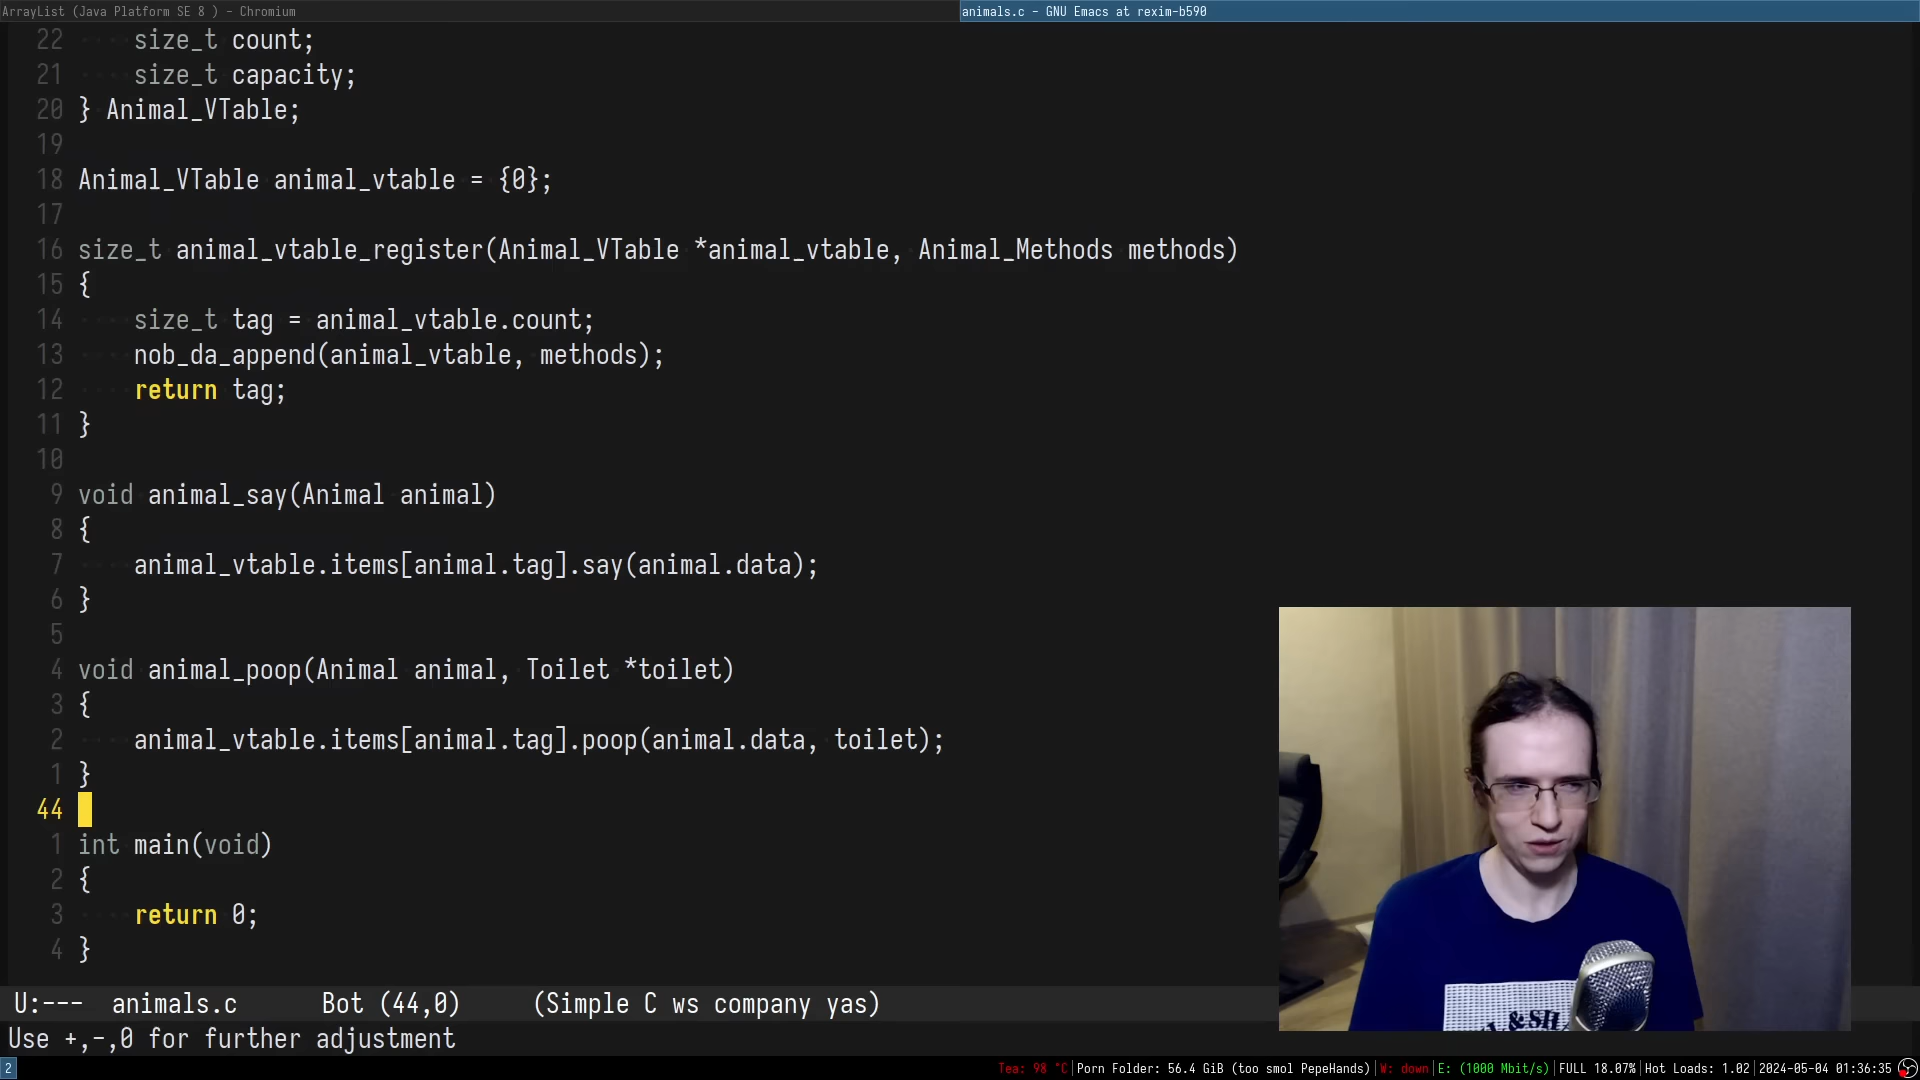 ArrayList (Java Platform SE 8 ) - Chromium
animals.c - GNU Emacs at rexim-b590
22 size_t count;
21 size_t capacity;
20 } Animal_VTable;
19
18 Animal_VTable animal_vtable = {0};
17
16 size_t animal_vtable_register(Animal_VTable *animal_vtable, Animal_Methods methods)
15 {
14 size_t tag = animal_vtable.count;
13 nob_da_append(animal_vtable, methods);
12 return tag;
11 }
10
9 void animal_say(Animal animal)
8 {
7 animal_vtable.items[animal.tag].say(animal.data);
6 }
5
4 void animal_poop(Animal animal, Toilet *toilet)
3 {
2 animal_vtable.items[animal.tag].poop(animal.data, toilet);
1 }
44
1 int main(void)
2 {
3 return 0;
4 }
U:--- animals.c Bot (44,0) (Simple C ws company yas)
Use +,-,0 for further adjustment
2 Tea: 98 °C|Porn Folder: 56.4 GiB (too smol PepeHands)|W: down|E: (1000 Mbit/s)|FULL 18.07%|Hot Loads: 1.02|2024-05-04 01:36:35